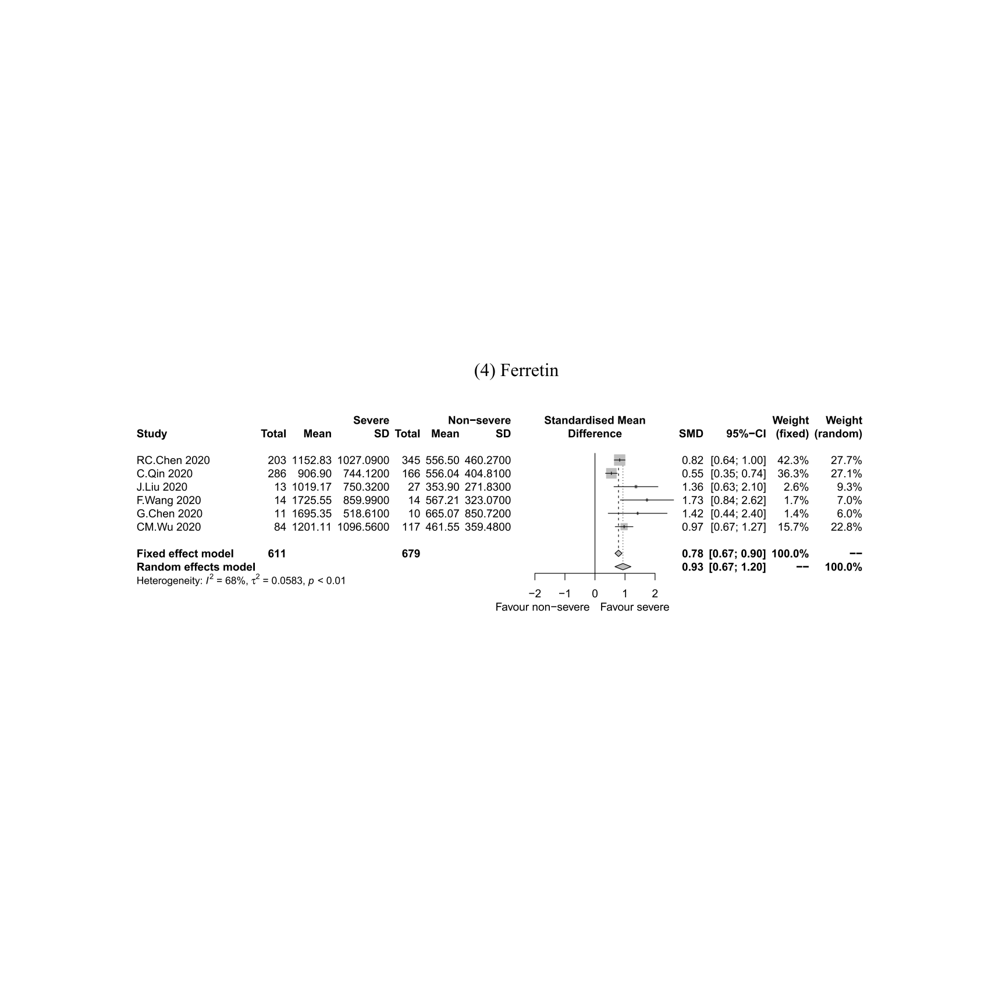 (4) Ferretin
Severe Non−severe Standardised Mean Weight Weight
Study Total Mean SD Total Mean SD Difference SMD 95%−CI (fixed) (random)
RC.Chen 2020 203 1152.83 1027.0900 345 556.50 460.2700 0.82 [0.64; 1.00] 42.3% 27.7%
C.Qin 2020 286 906.90 744.1200 166 556.04 404.8100 0.55 [0.35; 0.74] 36.3% 27.1%
J.Liu 2020 13 1019.17 750.3200 27 353.90 271.8300 1.36 [0.63; 2.10] 2.6% 9.3%
F.Wang 2020 14 1725.55 859.9900 14 567.21 323.0700 1.73 [0.84; 2.62] 1.7% 7.0%
G.Chen 2020 11 1695.35 518.6100 10 665.07 850.7200 1.42 [0.44; 2.40] 1.4% 6.0%
CM.Wu 2020 84 1201.11 1096.5600 117 461.55 359.4800 0.97 [0.67; 1.27] 15.7% 22.8%
Fixed effect model 611 679 0.78 [0.67; 0.90] 100.0% −−
Random effects model 0.93 [0.67; 1.20] −− 100.0%
Heterogeneity: I² = 68%, τ² = 0.0583, p < 0.01
−2 −1 0 1 2
Favour non−severe Favour severe